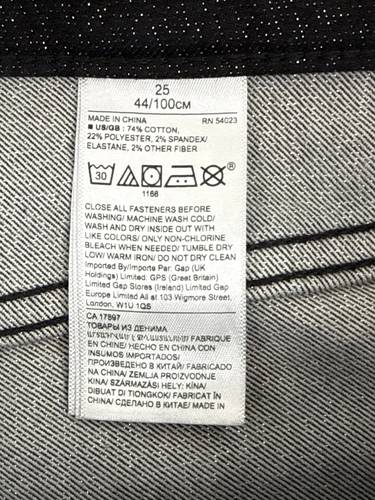 25
44/100CM
MADE IN CHINA RN 54023
■ US/GB : 74% COTTON,
22% POLYESTER, 2% SPANDEX/
ELASTANE, 2% OTHER FIBER
30
®
1166
CLOSE ALL FASTENERS BEFORE
WASHING/ MACHINE WASH COLD/
WASH AND DRY INSIDE OUT WITH
LIKE COLORS/ ONLY NON-CHLORINE
BLEACH WHEN NEEDED/ TUMBLE DRY
LOW/ WARM IRON/ DO NOT DRY CLEAN
Imported By/Importe Par: Gap (UK
Holdings) Limited. GPS (Great Britain)
Limited Gap Stores (Ireland) Limited Gap
Europe Limited All at 103 Wigmore Street,
London. W1U 1QS
CA 17897
ТОВАРЫ ИЗ ДЕНИМА
FABRIQUE
EN CHINE/ HECHO EN CHINA CON
INSUMOS IMPORTADOS/
ПРОИЗВЕДЕНО В КИТАЕ/ FABRICADO
NA CHINA/ ZEMLJA PROIZVODNJE
KINA/ SZÁRMAZÁSI HELY: KÍNA/
DIBUAT DI TIONGKOK/ FABRICAT ÎN
CHINA/ СДЕЛАНО В КИТАЕ/ MADE IN